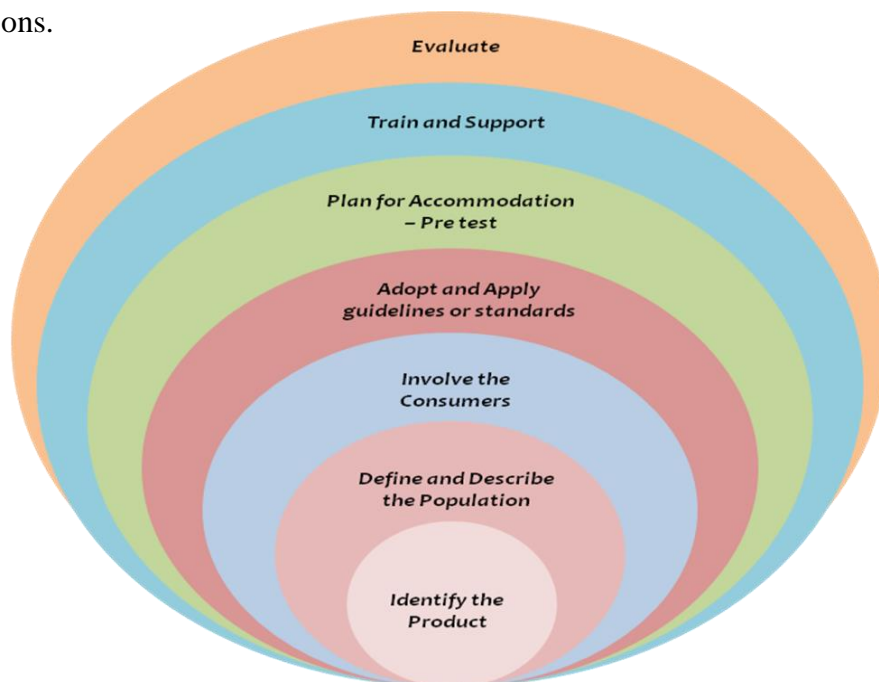 ons.
Evaluate
Train and Support
Plan for Accommodation
– Pre test
Adopt and Apply
guidelines or standards
Involve the
Consumers
Define and Describe
the Population
Identify the
Product